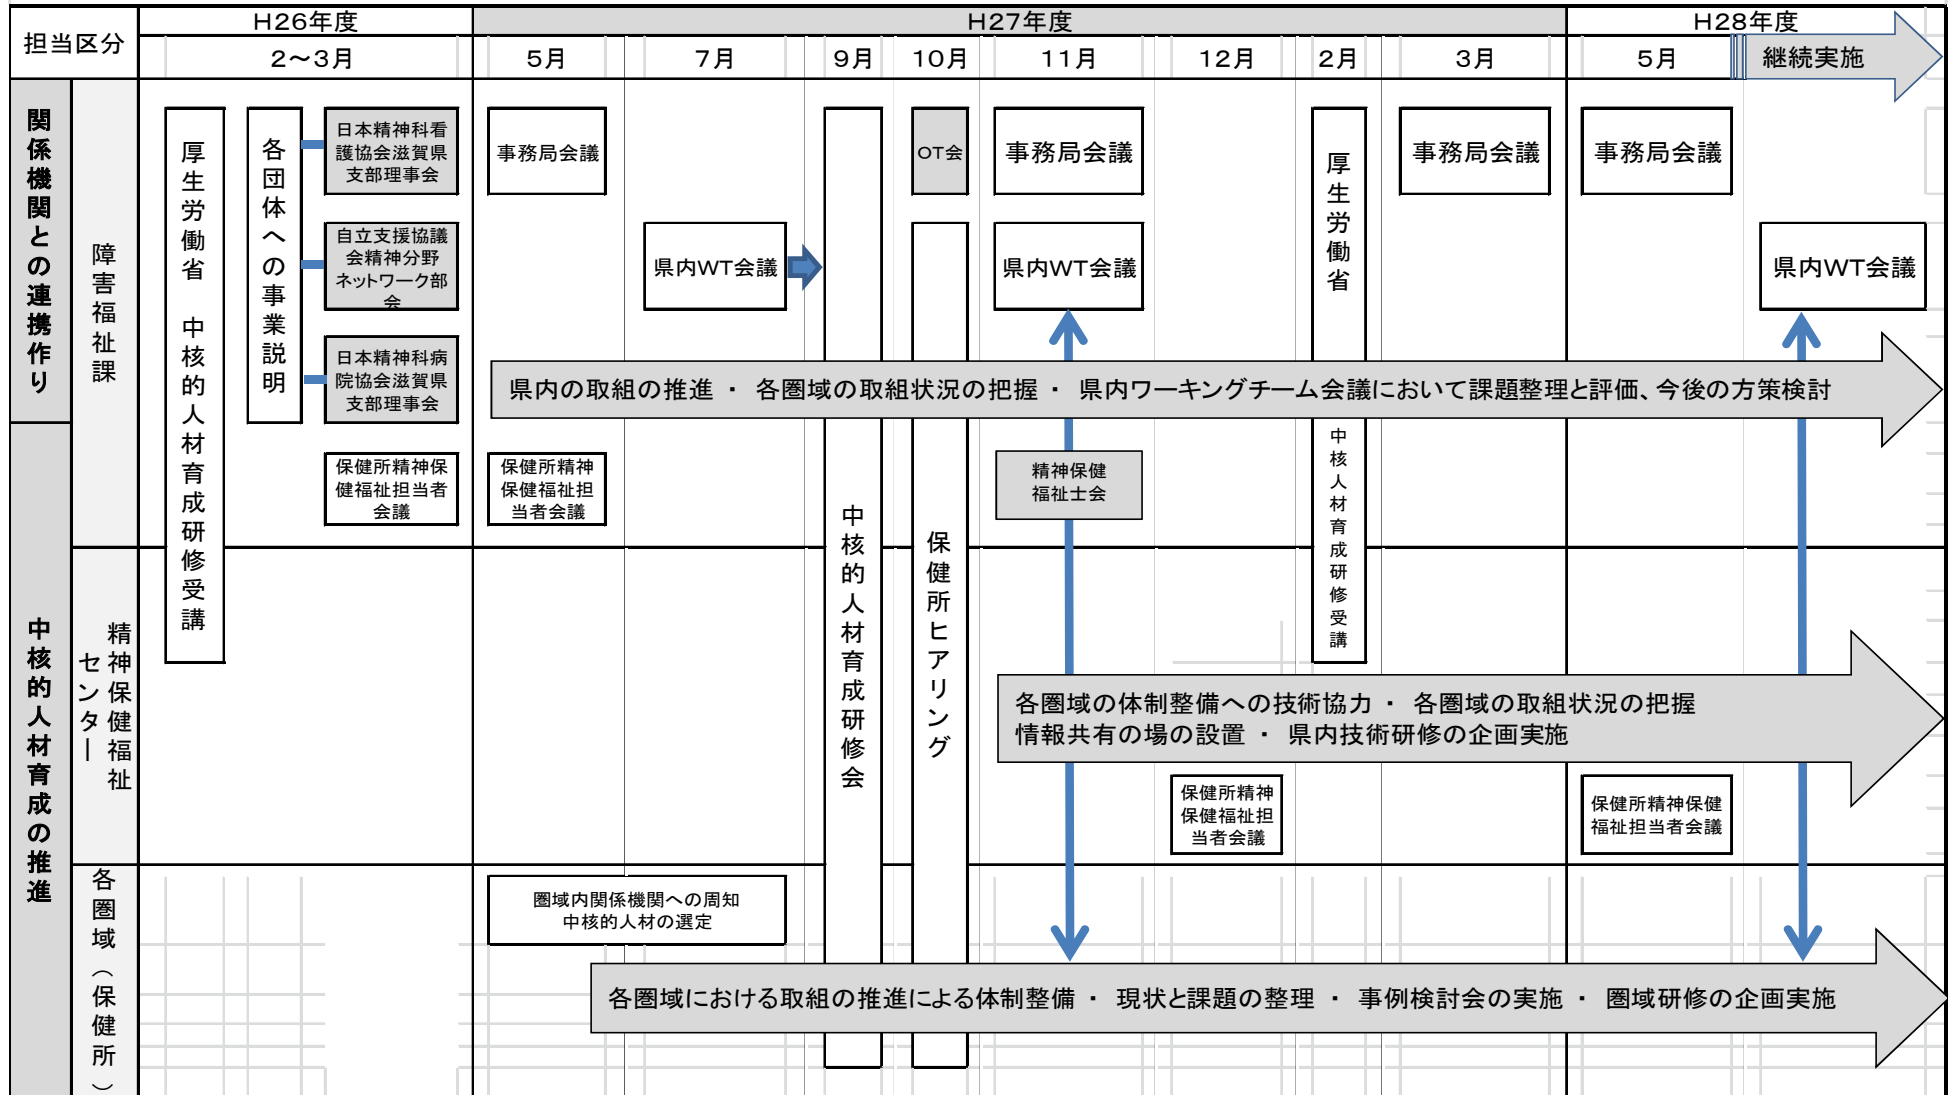 担当区分
H26年度
H27年度
H28年度
2～3月
5月
7月
9月
10月
11月
12月
2月
3月
5月
継続実施
関係機関との連携作り
中核的人材育成の推進
障害福祉課
精神保健福祉
センター
各圏域（保健所）
厚生労働省　中核的人材育成研修受講
各団体への事業説明
日本精神科看
護協会滋賀県
支部理事会
自立支援協議
会精神分野
ネットワーク部
会
日本精神科病
院協会滋賀県
支部理事会
保健所精神保
健福祉担当者
会議
事務局会議
保健所精神
保健福祉担
当者会議
県内WT会議
中核的人材育成研修会
OT会
保健所ヒアリング
事務局会議
県内WT会議
精神保健
福祉士会
厚生労働省
中核人材育成研修受講
事務局会議
事務局会議
県内WT会議
県内の取組の推進 ・ 各圏域の取組状況の把握 ・ 県内ワーキングチーム会議において課題整理と評価、今後の方策検討
各圏域の体制整備への技術協力 ・ 各圏域の取組状況の把握
情報共有の場の設置 ・ 県内技術研修の企画実施
保健所精神
保健福祉担
当者会議
保健所精神保健
福祉担当者会議
圏域内関係機関への周知
中核的人材の選定
各圏域における取組の推進による体制整備 ・ 現状と課題の整理 ・ 事例検討会の実施 ・ 圏域研修の企画実施